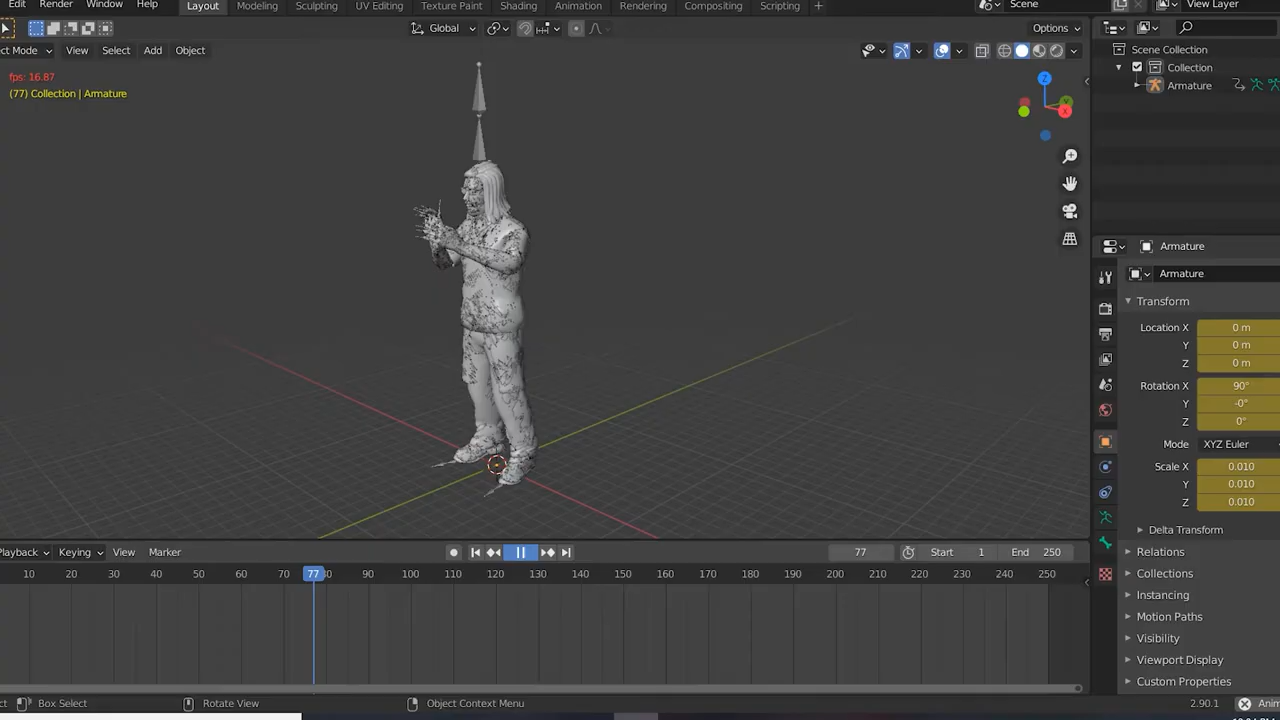 Edit Render Window Help Layout Modeling Sculpting UV Editing Texture Paint Shading Animation Rendering Compositing Scripting + Scene View Layer
Global Options
ct Mode View Select Add Object
Scene Collection
Collection
Armature
fps: 16.87
(77) Collection | Armature
Z
Y
X
Armature
Armature
Transform
Location X 0 m
Y 0 m
Z 0 m
Rotation X 90°
Y -0°
Z 0°
Mode XYZ Euler
Scale X 0.010
Y 0.010
Z 0.010
Delta Transform
Relations
Collections
Instancing
Motion Paths
Visibility
Viewport Display
Custom Properties
Playback Keying View Marker 77 Start 1 End 250
10 20 30 40 50 60 70 77 80 90 100 110 120 130 140 150 160 170 180 190 200 210 220 230 240 250
ct Box Select Rotate View Object Context Menu 2.90.1 Anim